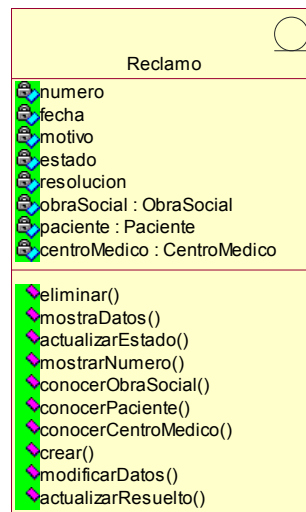 Reclamo
numero
fecha
motivo
estado
resolucion
obraSocial : ObraSocial
paciente : Paciente
centroMedico : CentroMedico
eliminar()
mostraDatos()
actualizarEstado()
mostrarNumero()
conocerObraSocial()
conocerPaciente()
conocerCentroMedico()
crear()
modificarDatos()
actualizarResuelto()